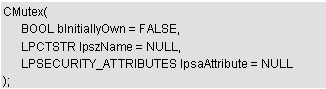 CMutex(
BOOL bInitiallyOwn = FALSE,
LPCTSTR lpszName = NULL,
LPSECURITY_ATTRIBUTES lpsaAttribute = NULL
);